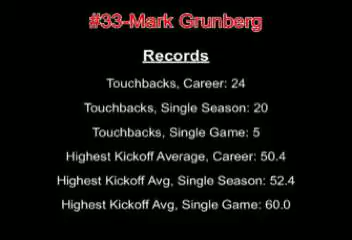 #33-Mark Grunberg
Records
Touchbacks, Career: 24
Touchbacks, Single Season: 20
Touchbacks, Single Game: 5
Highest Kickoff Average, Career: 50.4
Highest Kickoff Avg, Single Season: 52.4
Highest Kickoff Avg, Single Game: 60.0